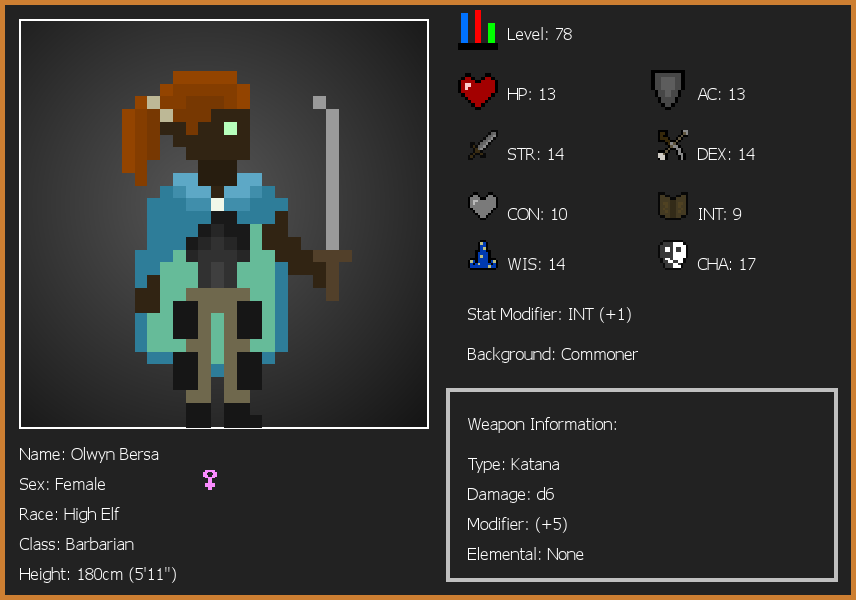 Level: 78
HP: 13
AC: 13
STR: 14
DEX: 14
CON: 10
INT: 9
WIS: 14
CHA: 17
Stat Modifier: INT (+1)
Background: Commoner
Weapon Information:
Type: Katana
Damage: d6
Modifier: (+5)
Elemental: None
Name: Olwyn Bersa
Sex: Female
Race: High Elf
Class: Barbarian
Height: 180cm (5'11")